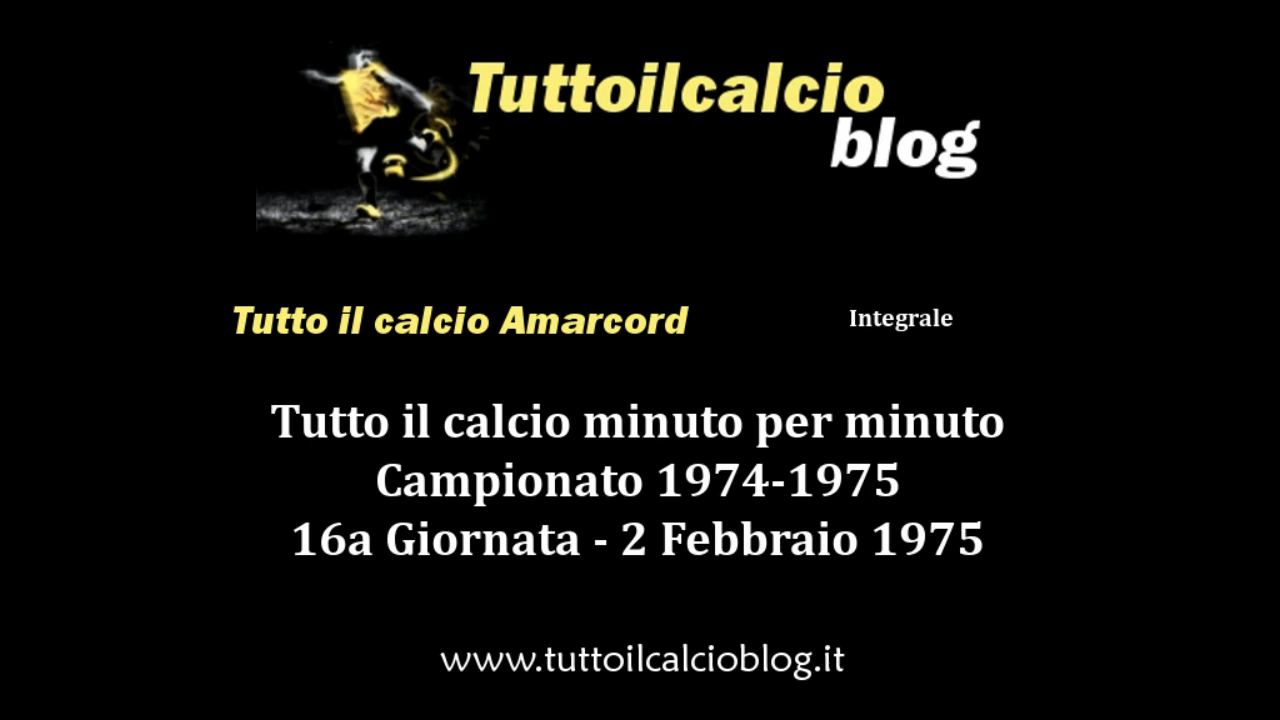 Tuttoilcalcio
blog
Tutto il calcio Amarcord
Integrale
Tutto il calcio minuto per minuto
Campionato 1974-1975
16a Giornata - 2 Febbraio 1975
www.tuttoilcalcioblog.it